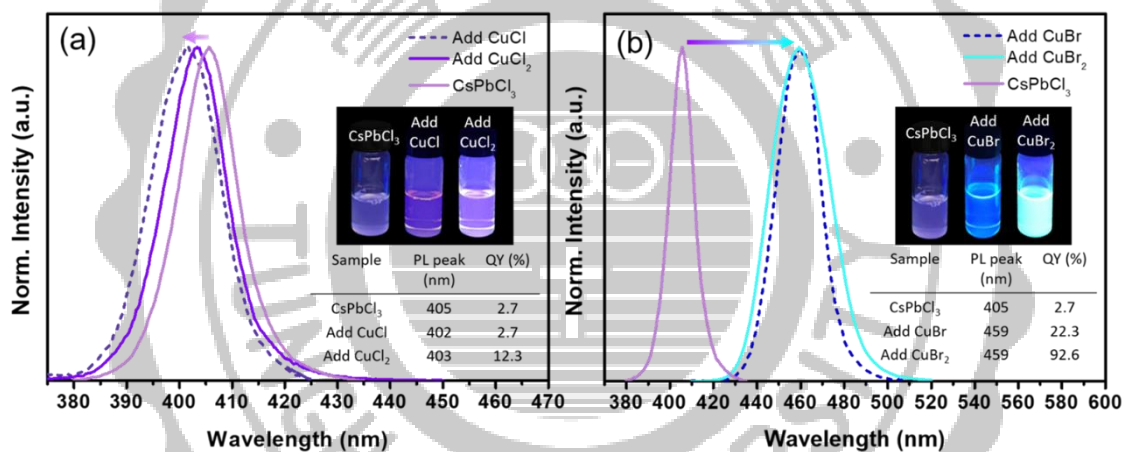 (a)
Add CuCl
Add CuCl₂
CsPbCl₃
CsPbCl₃
Add CuCl
Add CuCl₂
Sample PL peak (nm) QY (%)
CsPbCl₃ 405 2.7
Add CuCl 402 2.7
Add CuCl₂ 403 12.3
Norm. Intensity (a.u.)
380 390 400 410 420 430 440 450 460 470
Wavelength (nm)
(b)
Add CuBr
Add CuBr₂
CsPbCl₃
CsPbCl₃
Add CuBr
Add CuBr₂
Sample PL peak (nm) QY (%)
CsPbCl₃ 405 2.7
Add CuBr 459 22.3
Add CuBr₂ 459 92.6
Norm. Intensity (a.u.)
380 400 420 440 460 480 500 520 540 560 580 600
Wavelength (nm)